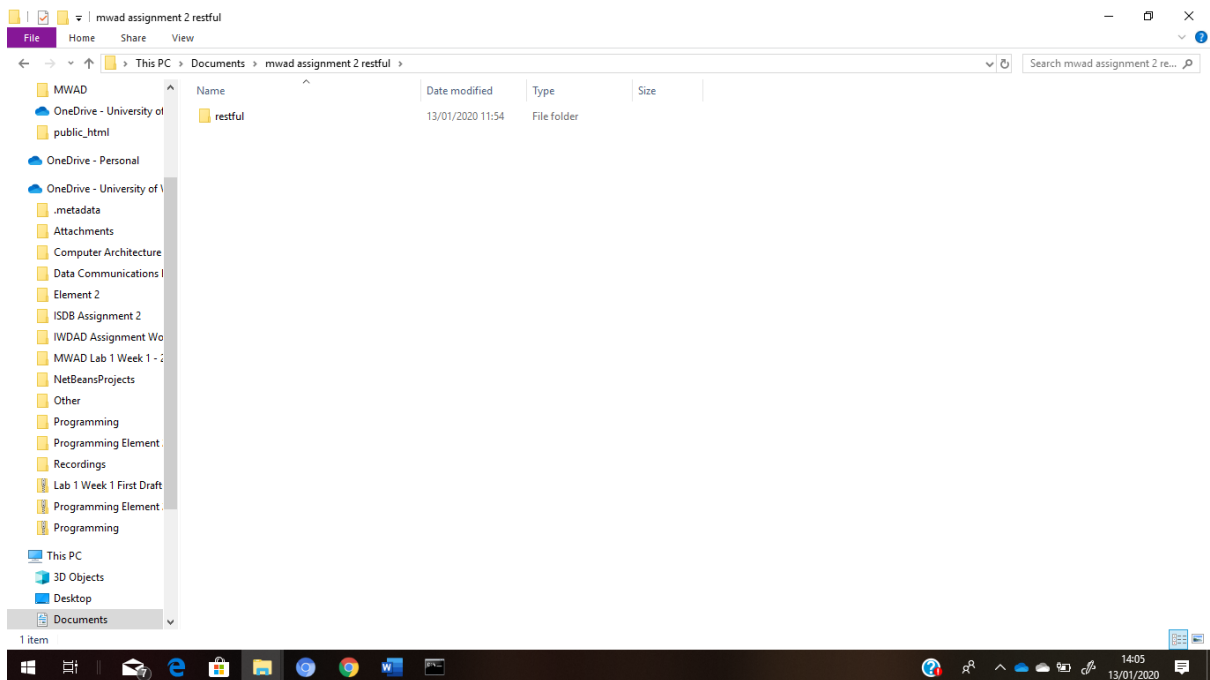 mwad assignment 2 restful
File Home Share View
This PC > Documents > mwad assignment 2 restful >
Search mwad assignment 2 re...
Name Date modified Type Size
restful 13/01/2020 11:54 File folder
MWAD
OneDrive - University of
public_html
OneDrive - Personal
OneDrive - University of
.metadata
Attachments
Computer Architecture
Data Communications
Element 2
ISDB Assignment 2
IWDAD Assignment Wo
MWAD Lab 1 Week 1 -
NetBeansProjects
Other
Programming
Programming Element
Recordings
Lab 1 Week 1 First Draft
Programming Element
Programming
This PC
3D Objects
Desktop
Documents
1 item
7
14:05
13/01/2020